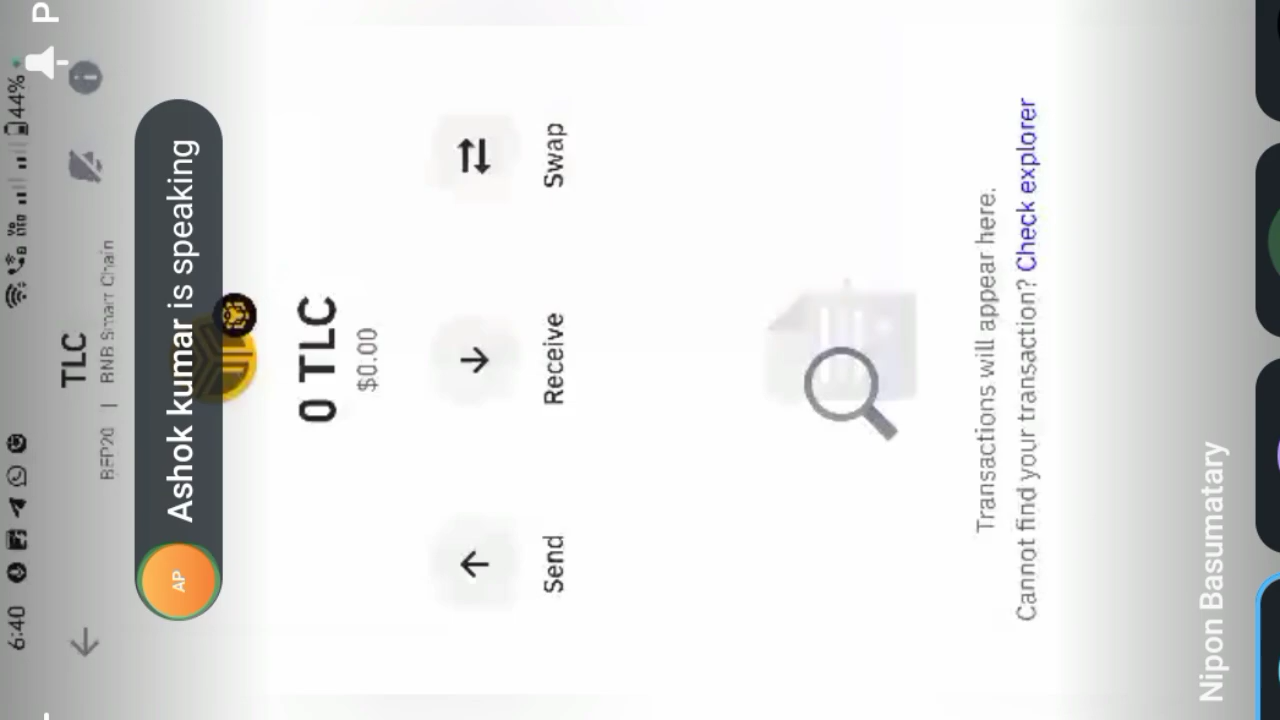 P
6:40
44%
TLC
BEP20 | BNB Smart Chain
AP
Ashok kumar is speaking
0 TLC
$0.00
Send
Receive
Swap
Transactions will appear here.
Cannot find your transaction? Check explorer
Nipon Basumatary